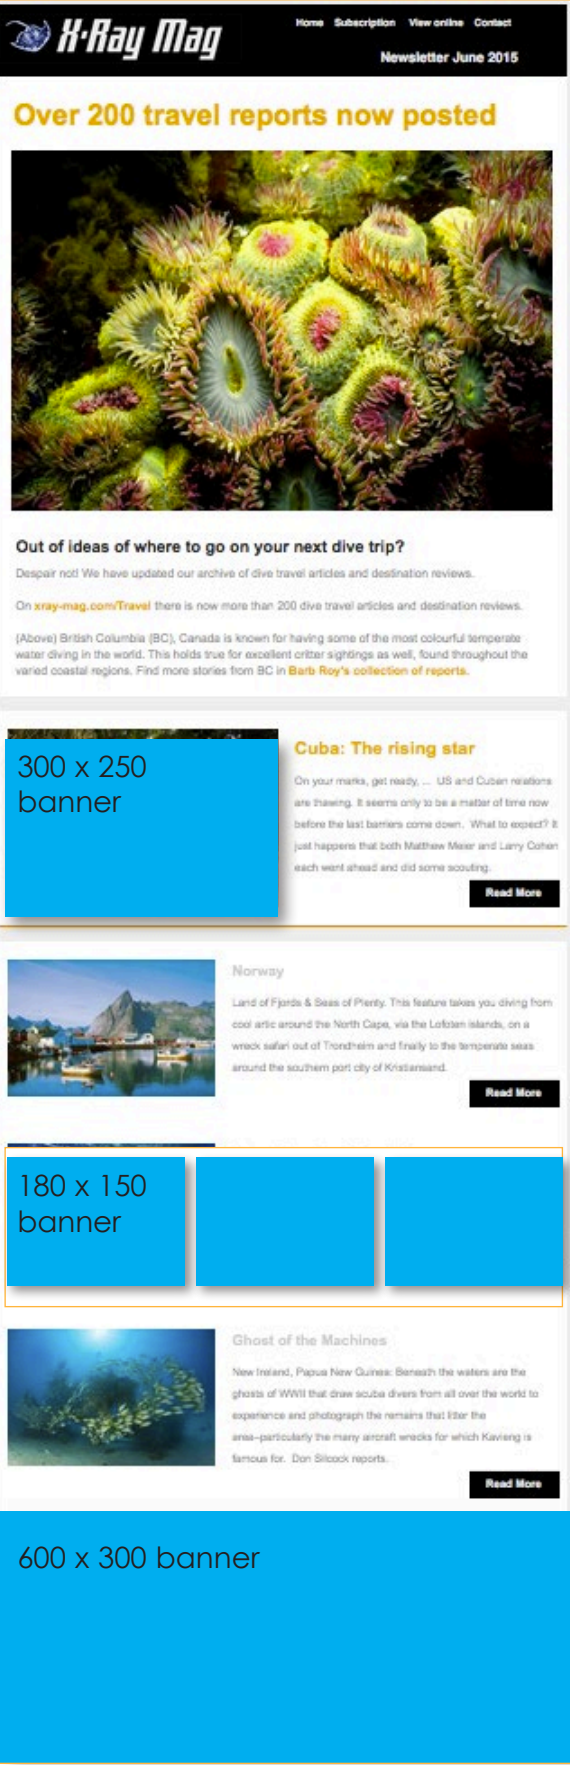 X-Ray Mag
Home Subscription View online Contact
Newsletter June 2015
Over 200 travel reports now posted
Out of ideas of where to go on your next dive trip?
Despair not! We have updated our archive of dive travel articles and destination reviews.
On xray-mag.com/Travel there is now more than 200 dive travel articles and destination reviews.
(Above) British Columbia (BC), Canada is known for having some of the most colourful temperate
water diving in the world. This holds true for excellent critter sightings as well, found throughout the
varied coastal regions. Find more stories from BC in Barb Roy's collection of reports.
300 x 250
banner
Cuba: The rising star
On your marks, get ready, ... US and Cuban relations
are thawing. It seems only to be a matter of time now
before the last barriers come down. What to expect? It
just happens that both Matthew Meier and Larry Cohen
each went ahead and did some scouting.
Read More
Norway
Land of Fjords & Seas of Plenty. This feature takes you diving from
cool artic around the North Cape, via the Lofoten islands, on a
wreck safari out of Trondheim and finally to the temperate seas
around the southern port city of Kristiansand.
Read More
180 x 150
banner
Ghost of the Machines
New Ireland, Papua New Guinea: Beneath the waters are the
ghosts of WWII that draw scuba divers from all over the world to
experience and photograph the remains that litter the
area–particularly the many aircraft wrecks for which Kavieng is
famous for. Don Silcock reports.
Read More
600 x 300 banner